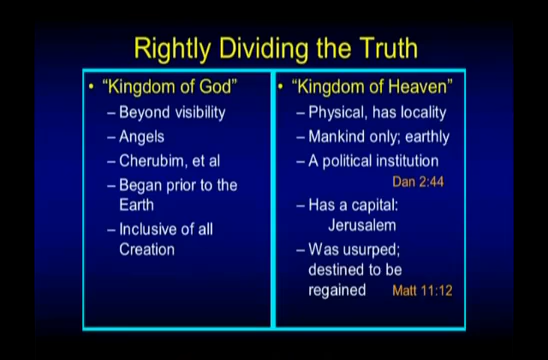 Rightly Dividing the Truth
• “Kingdom of God”
– Beyond visibility
– Angels
– Cherubim, et al
– Began prior to the
Earth
– Inclusive of all
Creation
• “Kingdom of Heaven”
– Physical, has locality
– Mankind only; earthly
– A political institution
Dan 2:44
– Has a capital:
Jerusalem
– Was usurped;
destined to be
regained Matt 11:12